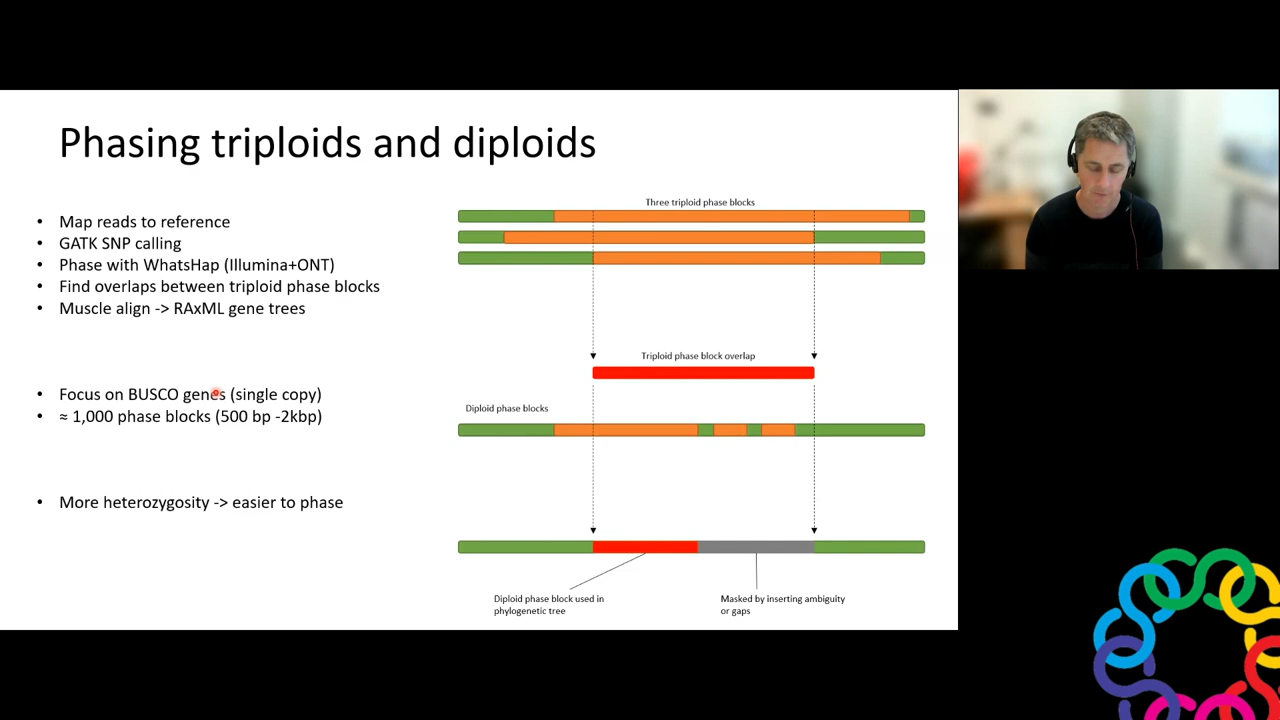 Phasing triploids and diploids
• Map reads to reference
• GATK SNP calling
• Phase with WhatsHap (Illumina+ONT)
• Find overlaps between triploid phase blocks
• Muscle align -> RAxML gene trees
• Focus on BUSCO genes (single copy)
• ≈ 1,000 phase blocks (500 bp -2kbp)
• More heterozygosity -> easier to phase
Three triploid phase blocks
Triploid phase block overlap
Diploid phase blocks
Diploid phase block used in
phylogenetic tree
Masked by inserting ambiguity
or gaps